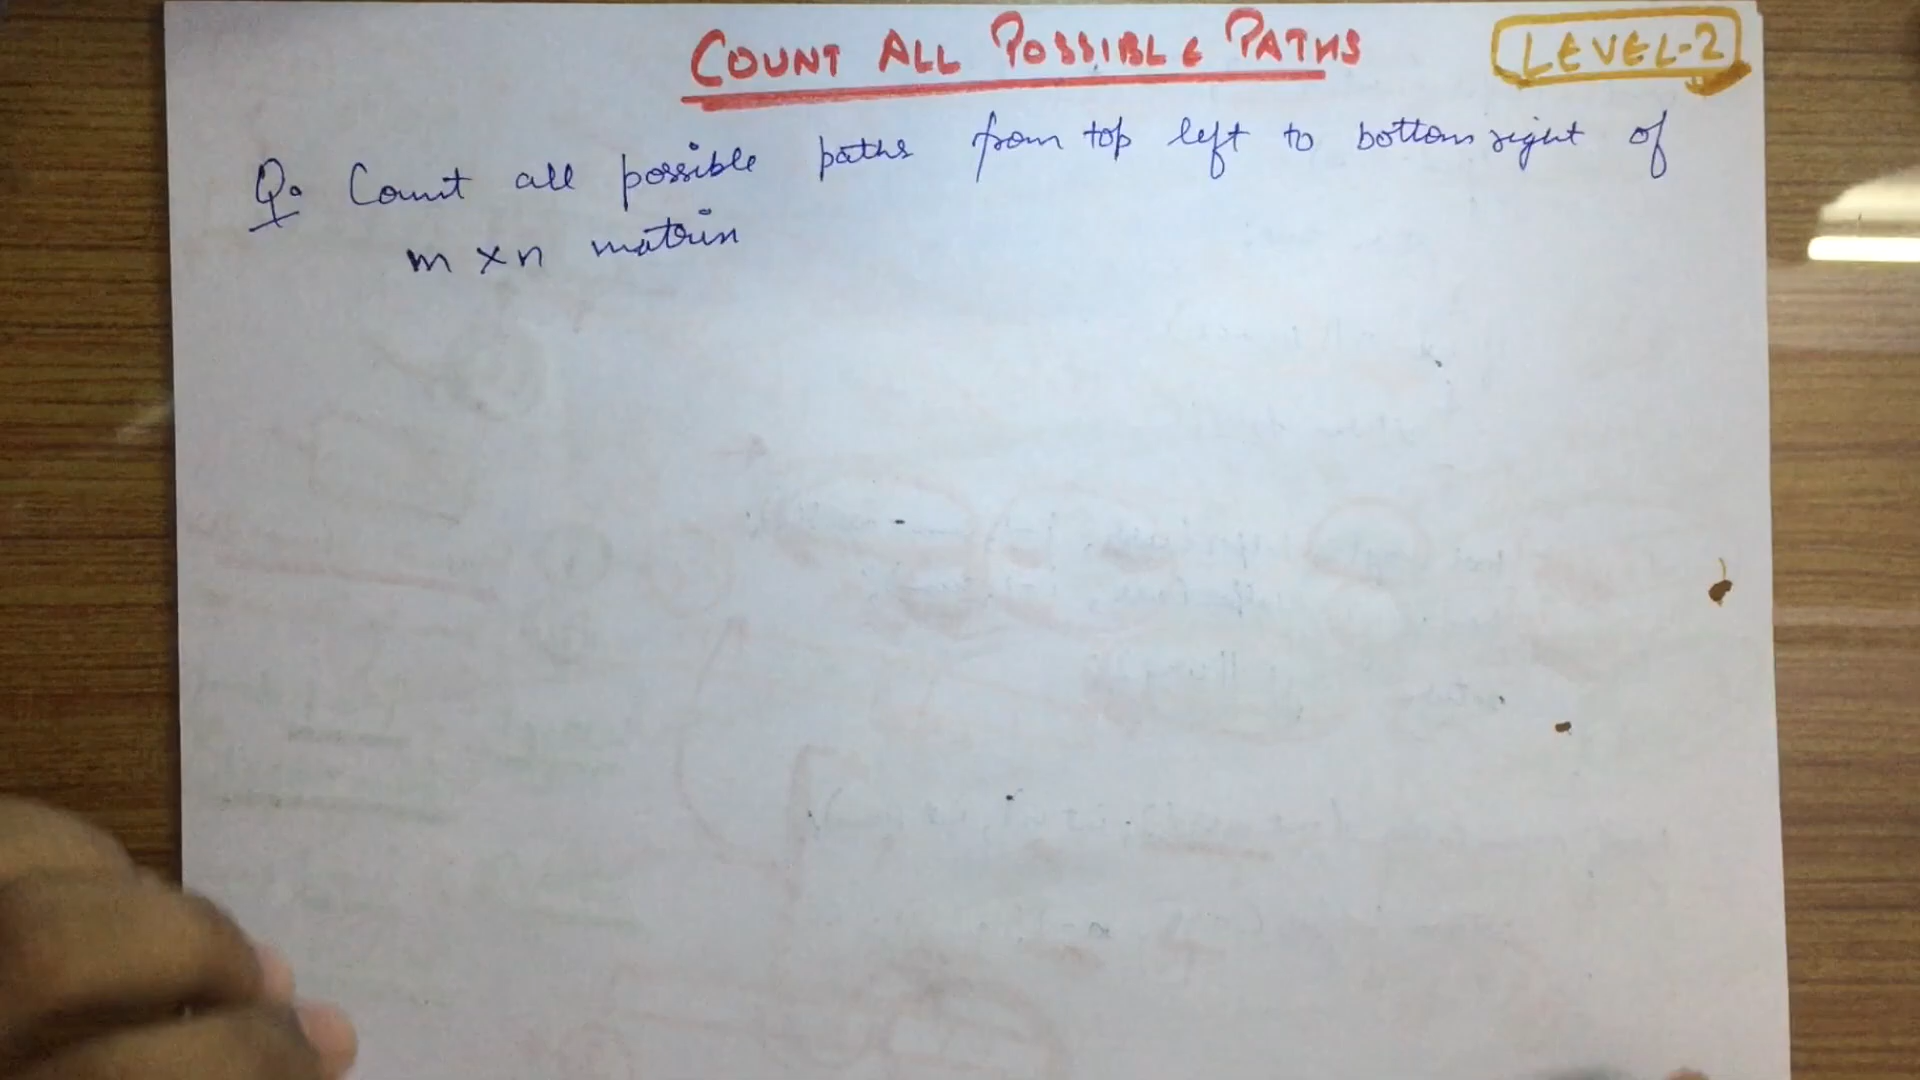 COUNT ALL POSSIBLE PATHS
LEVEL-2
Q. Count all possible paths from top left to bottom right of
m x n matrix